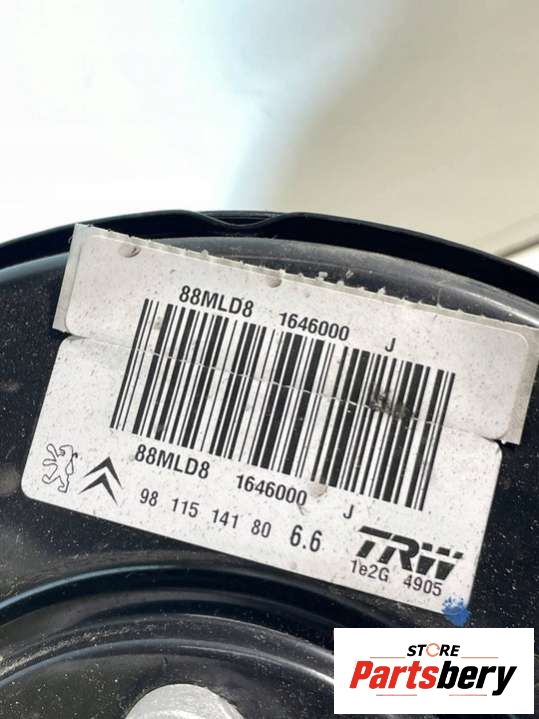 88MLD8 1646000 J
88MLD8 1646000 J
98 115 141 80 6.6
TRW
1e2G 4905
STORE
Partsbery